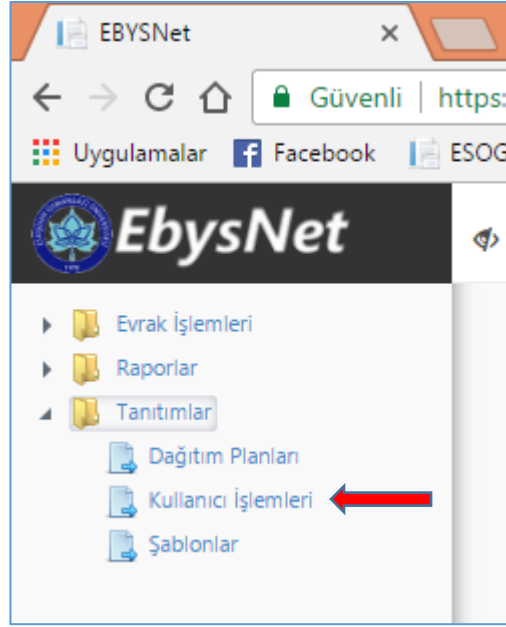 EBYSNet
Güvenli | https:
Uygulamalar Facebook ESOG
EbysNet
Evrak İşlemleri
Raporlar
Tanıtımlar
Dağıtım Planları
Kullanıcı İşlemleri
Şablonlar